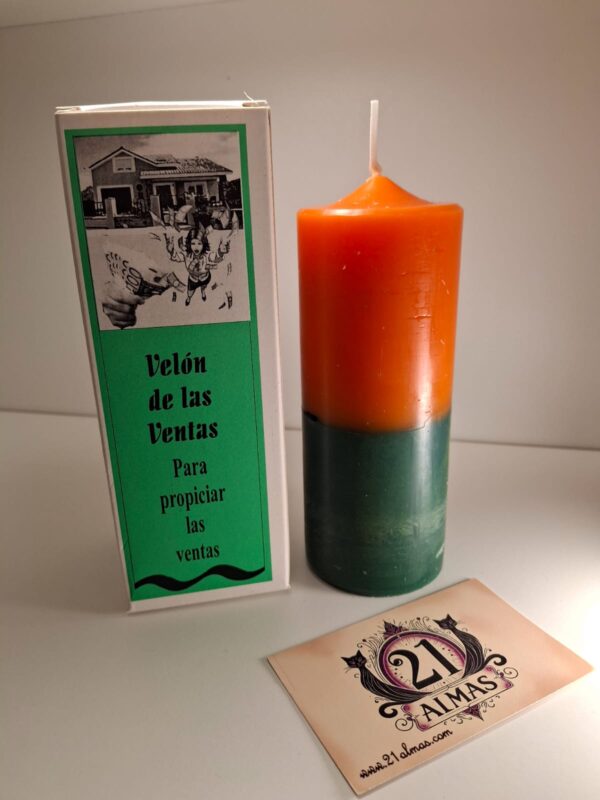 Velón
de las
Ventas
Para
propiciar
las
ventas
21
ALMAS
www.21almas.com